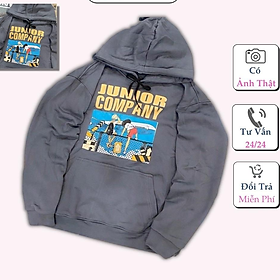 JUNIOR
COMPANY
Có
Ảnh Thật
Tư Vấn
24/24
Đổi Trả
Miễn Phí